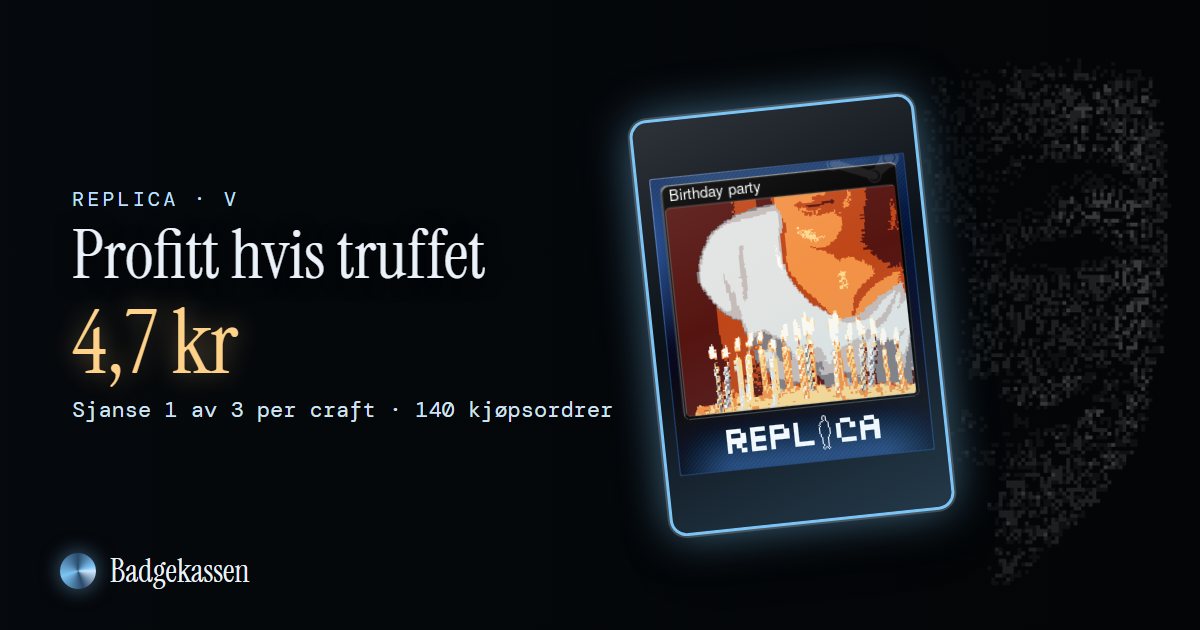 REPLICA · V
Profitt hvis truffet
4,7 kr
Sjanse 1 av 3 per craft · 140 kjøpsordrer
Birthday party
REPLICA
Badgekassen